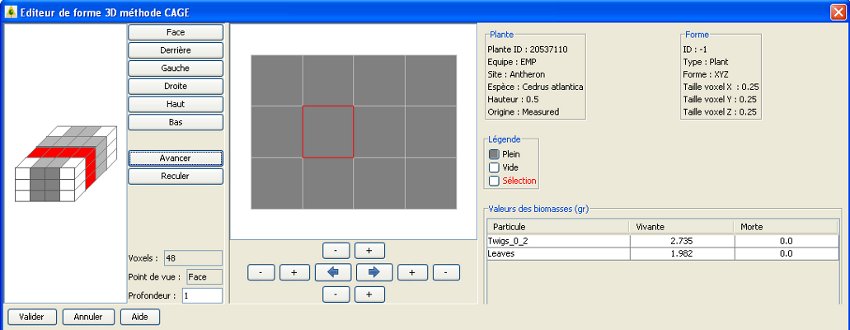 Editeur de forme 3D méthode CAGE
Face
Derrière
Gauche
Droite
Haut
Bas
Avancer
Reculer
Voxels : 48
Point de vue : Face
Profondeur : 1
- +
- + + -
- +
Plante
Plante ID : 20537110
Equipe : EMP
Site : Antheron
Espèce : Cedrus atlantica
Hauteur : 0.5
Origine : Measured
Forme
ID : -1
Type : Plant
Forme : XYZ
Taille voxel X : 0.25
Taille voxel Y : 0.25
Taille voxel Z : 0.25
Légende
Plein
Vide
Sélection
Valeurs des biomasses (gr)
Particule Vivante Morte
Twigs_0_2 2.735 0.0
Leaves 1.982 0.0
Valider Annuler Aide